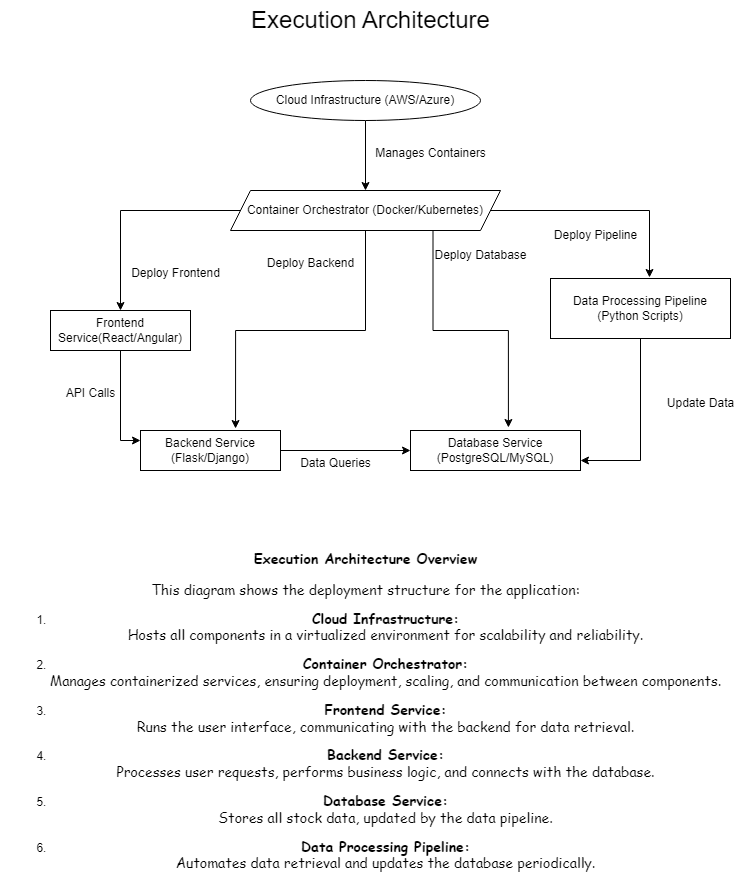 Execution Architecture
Cloud Infrastructure (AWS/Azure)
Manages Containers
Container Orchestrator (Docker/Kubernetes)
Deploy Pipeline
Deploy Backend
Deploy Database
Deploy Frontend
Data Processing Pipeline
(Python Scripts)
Frontend
Service(React/Angular)
API Calls
Update Data
Backend Service
(Flask/Django)
Data Queries
Database Service
(PostgreSQL/MySQL)
Execution Architecture Overview
This diagram shows the deployment structure for the application:
1. Cloud Infrastructure:
Hosts all components in a virtualized environment for scalability and reliability.
2. Container Orchestrator:
Manages containerized services, ensuring deployment, scaling, and communication between components.
3. Frontend Service:
Runs the user interface, communicating with the backend for data retrieval.
4. Backend Service:
Processes user requests, performs business logic, and connects with the database.
5. Database Service:
Stores all stock data, updated by the data pipeline.
6. Data Processing Pipeline:
Automates data retrieval and updates the database periodically.